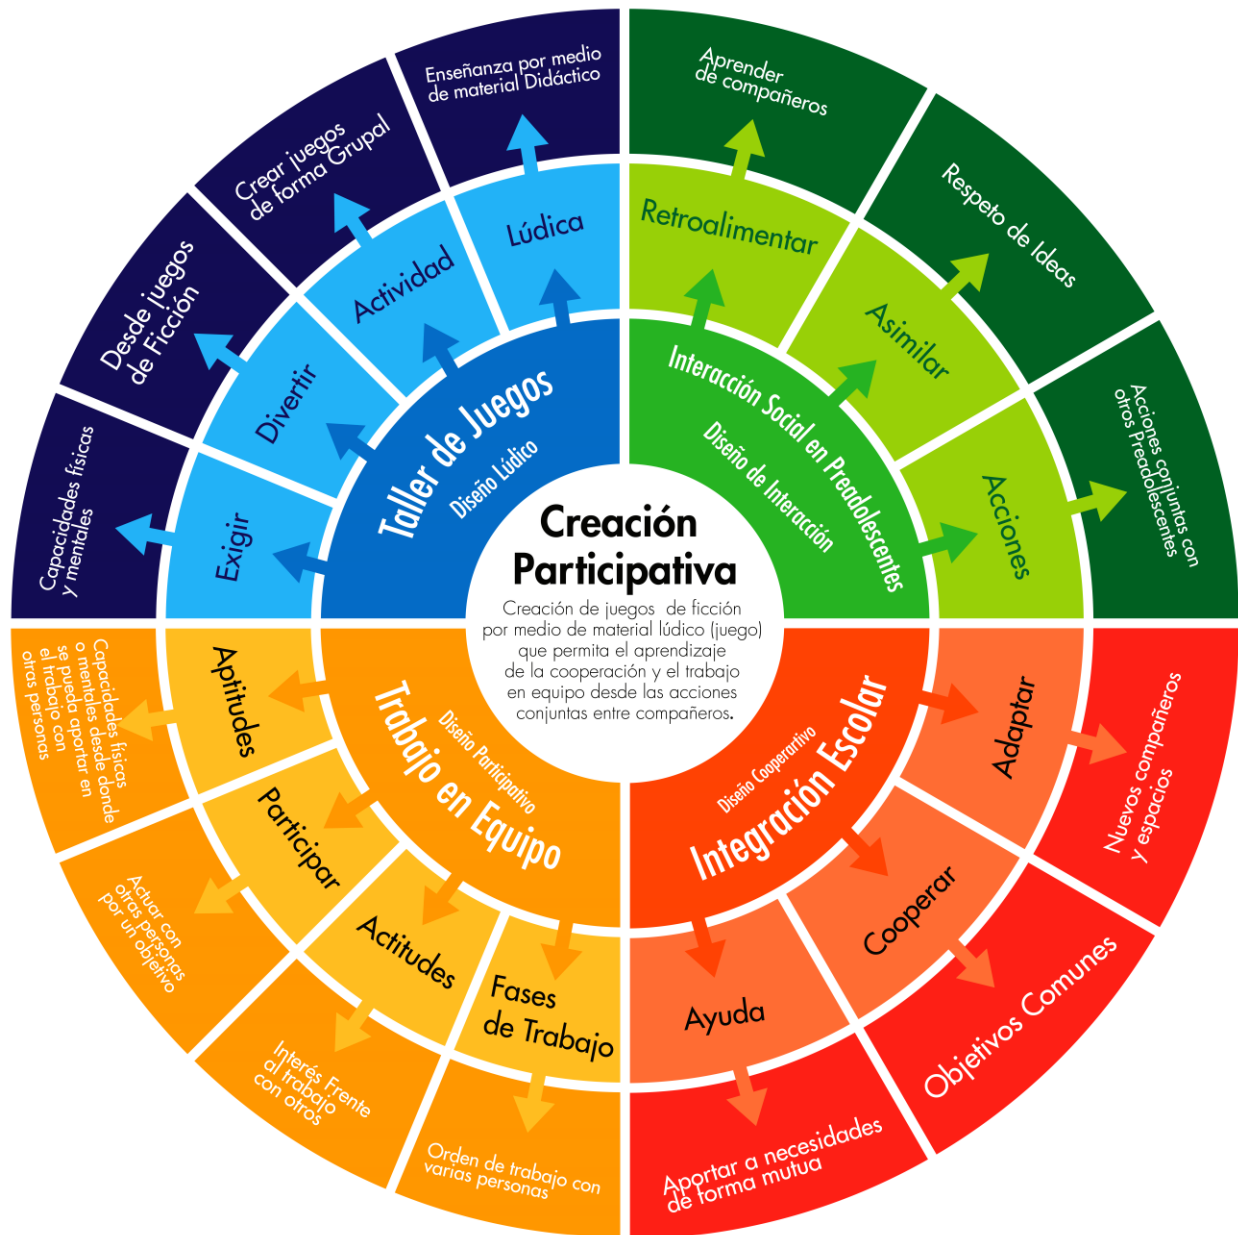 Creación
Participativa
Creación de juegos de ficción
por medio de material lúdico (juego)
que permita el aprendizaje
de la cooperación y el trabajo
en equipo desde las acciones
conjuntas entre compañeros.
Taller de Juegos
Diseño Lúdico
Exigir
Capacidades físicas
y mentales
Divertir
Desde juegos
de Ficción
Actividad
Crear juegos
de forma Grupal
Lúdica
Enseñanza por medio
de material Didáctico
Interacción Social en Preadolescentes
Diseño de Interacción
Retroalimentar
Aprender
de compañeros
Asimilar
Respeto de Ideas
Acciones
Acciones conjuntas con
otros Preadolescentes
Integración Escolar
Diseño Cooperartivo
Adaptar
Nuevos compañeros
y espacios
Cooperar
Objetivos Comunes
Ayuda
Aportar a necesidades
de forma mutua
Trabajo en Equipo
Diseño Participativo
Fases
de Trabajo
Orden de trabajo con
varias personas
Actitudes
Interés Frente
al trabajo
con otros
Participar
Actuar con
otras personas
por un objetivo
Aptitudes
Capacidades físicas
o mentales desde donde
se pueda aportar en
el trabajo con
otras personas